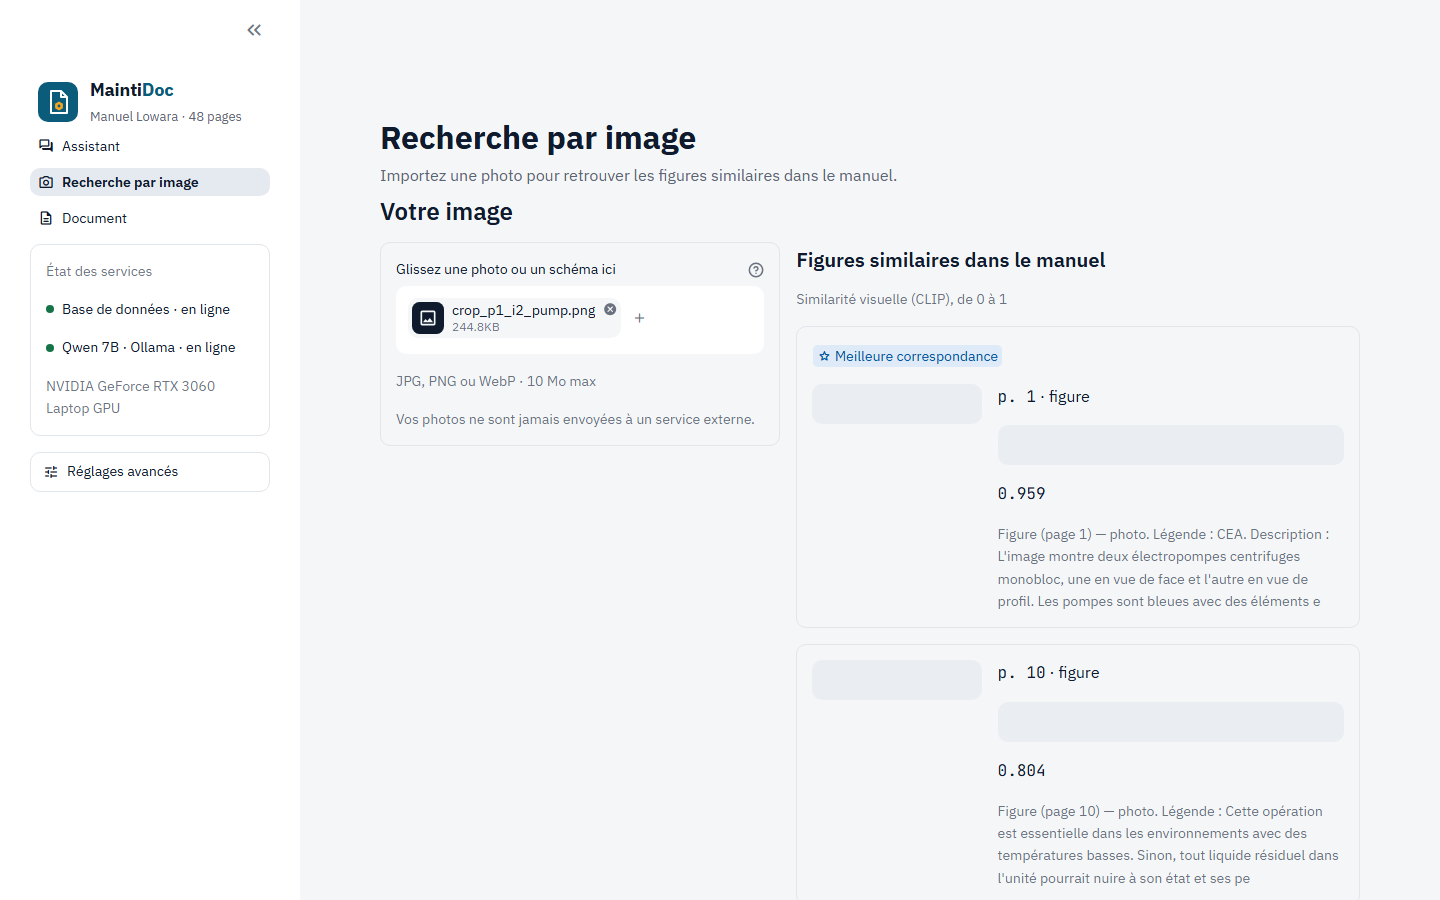 MaintiDoc
Manuel Lowara · 48 pages
Assistant
Recherche par image
Document
État des services
Base de données · en ligne
Qwen 7B · Ollama · en ligne
NVIDIA GeForce RTX 3060
Laptop GPU
Réglages avancés
Recherche par image
Importez une photo pour retrouver les figures similaires dans le manuel.
Votre image
Glissez une photo ou un schéma ici
crop_p1_i2_pump.png
244.8KB
JPG, PNG ou WebP · 10 Mo max
Vos photos ne sont jamais envoyées à un service externe.
Figures similaires dans le manuel
Similarité visuelle (CLIP), de 0 à 1
Meilleure correspondance
p. 1 · figure
0.959
Figure (page 1) — photo. Légende : CEA. Description :
L'image montre deux électropompes centrifuges
monobloc, une en vue de face et l'autre en vue de
profil. Les pompes sont bleues avec des éléments e
p. 10 · figure
0.804
Figure (page 10) — photo. Légende : Cette opération
est essentielle dans les environnements avec des
températures basses. Sinon, tout liquide résiduel dans
l'unité pourrait nuire à son état et ses pe